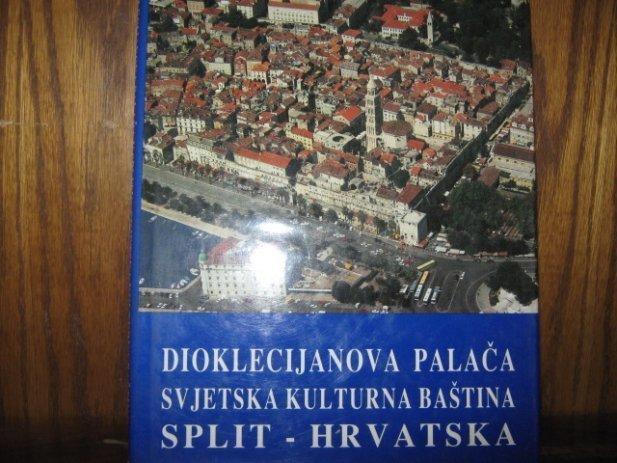 DIOKLECIJANOVA PALAČA
SVJETSKA KULTURNA BAŠTINA
SPLIT - HRVATSKA